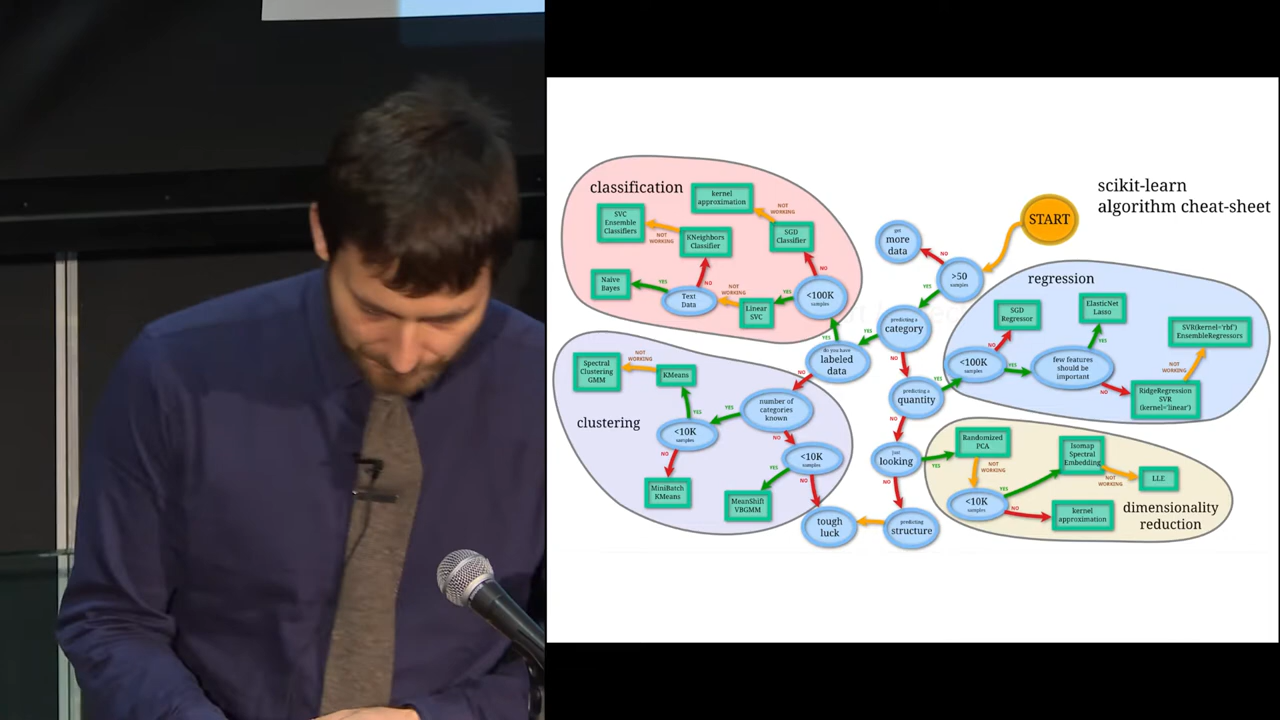 scikit-learn
algorithm cheat-sheet
START
get
more
data
NO
>50
samples
YES
predicting a
category
YES
NO
do you have
labeled
data
YES
NO
predicting a
quantity
YES
NO
just
looking
YES
NO
predicting
structure
tough
luck
classification
kernel
approximation
NOT
WORKING
SGD
Classifier
NO
<100K
samples
YES
Linear
SVC
NOT
WORKING
Text
Data
NO
YES
KNeighbors
Classifier
NOT
WORKING
SVC
Ensemble
Classifiers
Naive
Bayes
clustering
Spectral
Clustering
GMM
NOT
WORKING
KMeans
YES
<10K
samples
NO
MiniBatch
KMeans
YES
number of
categories
known
NO
<10K
samples
YES
NO
MeanShift
VBGMM
regression
SGD
Regressor
NO
<100K
samples
YES
few features
should be
important
YES
NO
ElasticNet
Lasso
SVR(kernel='rbf')
EnsembleRegressors
NOT
WORKING
RidgeRegression
SVR
(kernel='linear')
dimensionality
reduction
Randomized
PCA
NOT
WORKING
<10K
samples
YES
NO
Isomap
Spectral
Embedding
NOT
WORKING
LLE
kernel
approximation